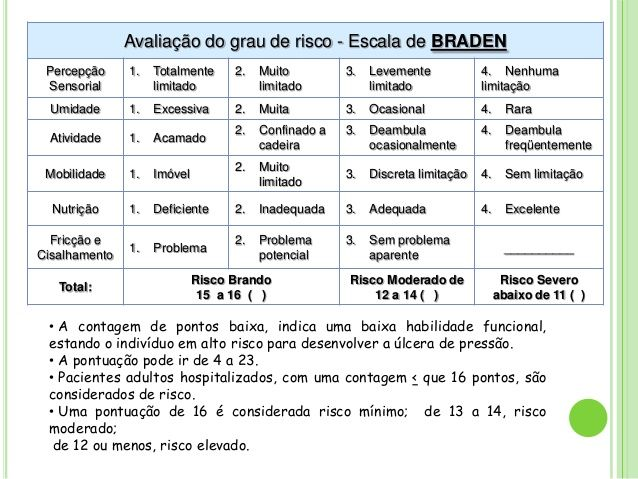 Avaliação do grau de risco - Escala de BRADEN
Percepção Sensorial 1. Totalmente limitado 2. Muito limitado 3. Levemente limitado 4. Nenhuma limitação
Umidade 1. Excessiva 2. Muita 3. Ocasional 4. Rara
Atividade 1. Acamado 2. Confinado a cadeira 3. Deambula ocasionalmente 4. Deambula freqüentemente
Mobilidade 1. Imóvel 2. Muito limitado 3. Discreta limitação 4. Sem limitação
Nutrição 1. Deficiente 2. Inadequada 3. Adequada 4. Excelente
Fricção e Cisalhamento 1. Problema 2. Problema potencial 3. Sem problema aparente ___________
Total: Risco Brando 15 a 16 ( ) Risco Moderado de 12 a 14 ( ) Risco Severo abaixo de 11 ( )
• A contagem de pontos baixa, indica uma baixa habilidade funcional,
estando o indivíduo em alto risco para desenvolver a úlcera de pressão.
• A pontuação pode ir de 4 a 23.
• Pacientes adultos hospitalizados, com uma contagem < que 16 pontos, são
considerados de risco.
• Uma pontuação de 16 é considerada risco mínimo; de 13 a 14, risco
moderado;
de 12 ou menos, risco elevado.